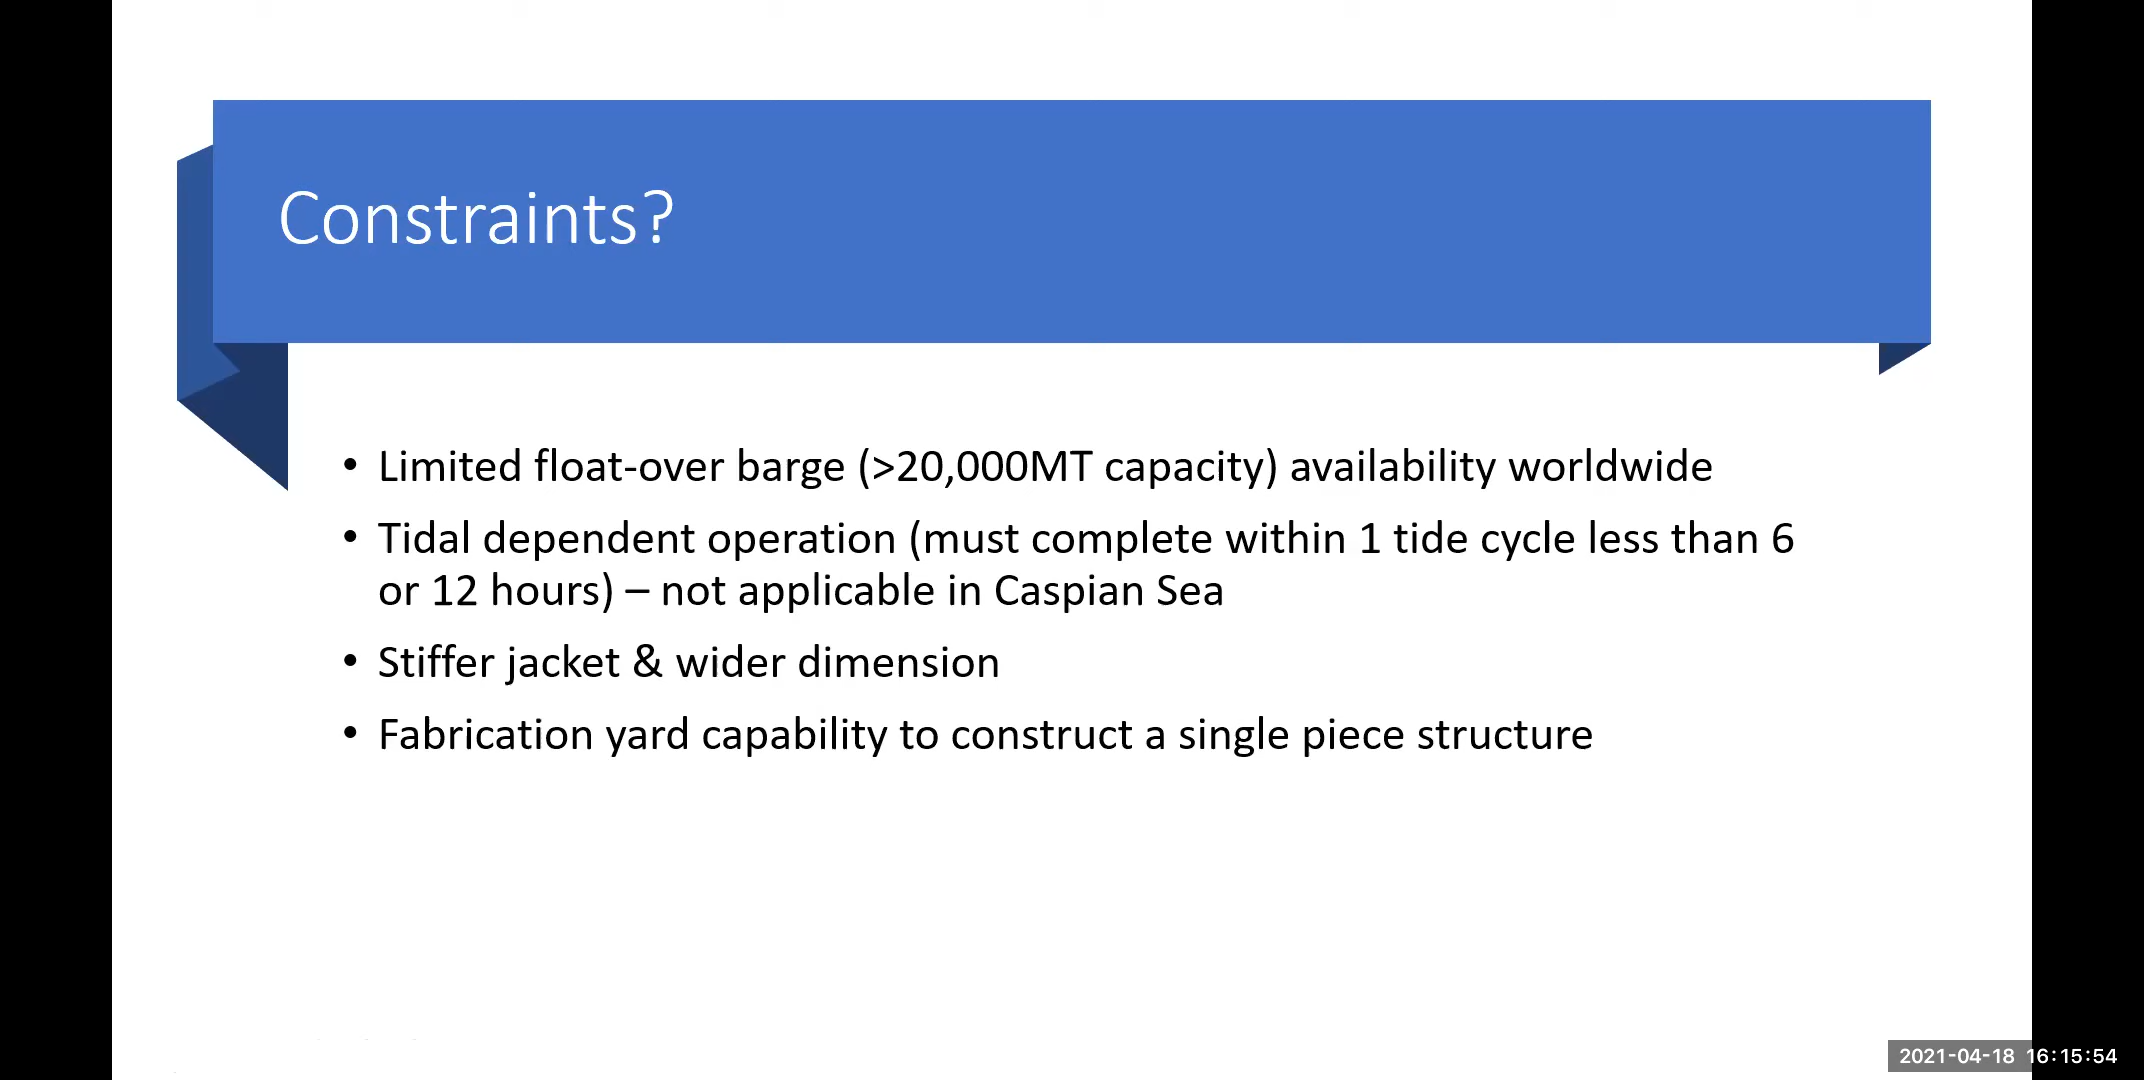 Constraints?
• Limited float-over barge (>20,000MT capacity) availability worldwide
• Tidal dependent operation (must complete within 1 tide cycle less than 6
or 12 hours) – not applicable in Caspian Sea
• Stiffer jacket & wider dimension
• Fabrication yard capability to construct a single piece structure
2021-04-18 16:15:54